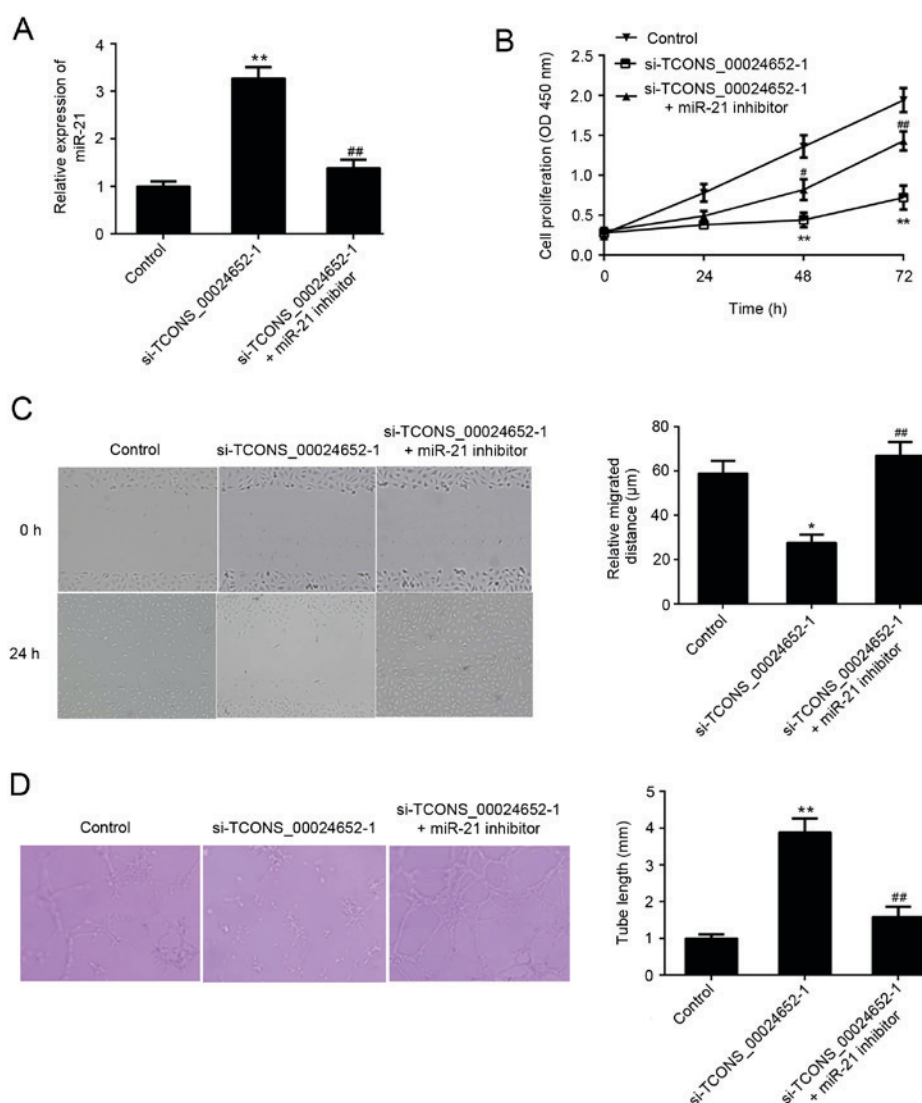 A
Relative expression of
miR-21
4
3
2
1
0
**
##
Control
si-TCONS_00024652-1
si-TCONS_00024652-1
+ miR-21 inhibitor
B
Control
si-TCONS_00024652-1
si-TCONS_00024652-1
+ miR-21 inhibitor
Cell proliferation (OD 450 nm)
2.5
2.0
1.5
1.0
0.5
0.0
#
**
##
**
0 24 48 72
Time (h)
C
Control
si-TCONS_00024652-1
si-TCONS_00024652-1
+ miR-21 inhibitor
0 h
24 h
Relative migrated
distance (µm)
80
60
40
20
0
*
##
Control
si-TCONS_00024652-1
si-TCONS_00024652-1
+ miR-21 inhibitor
D
Control
si-TCONS_00024652-1
si-TCONS_00024652-1
+ miR-21 inhibitor
Tube length (mm)
5
4
3
2
1
0
**
##
Control
si-TCONS_00024652-1
si-TCONS_00024652-1
+ miR-21 inhibitor